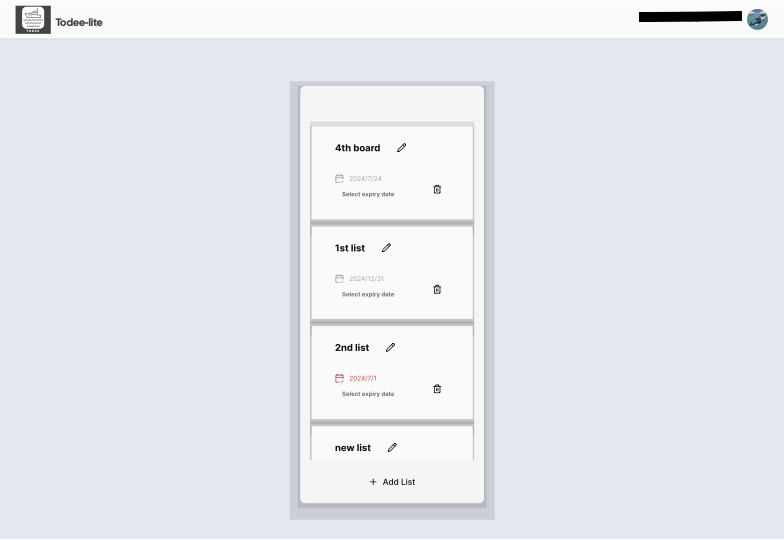 TODEE
Todee-lite
4th board
2024/7/24
Select expiry date
1st list
2024/12/31
Select expiry date
2nd list
2024/7/1
Select expiry date
new list
+ Add List